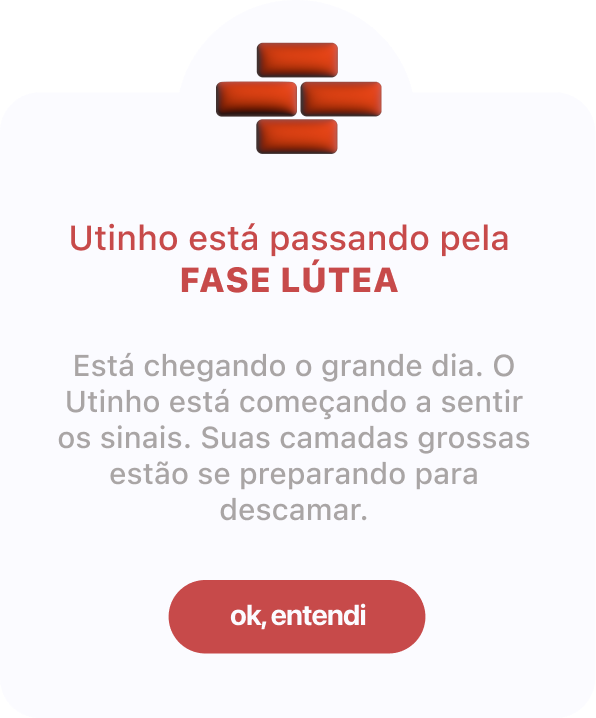 Utinho está passando pela
FASE LÚTEA
Está chegando o grande dia. O
Utinho está começando a sentir
os sinais. Suas camadas grossas
estão se preparando para
descamar.
ok, entendi